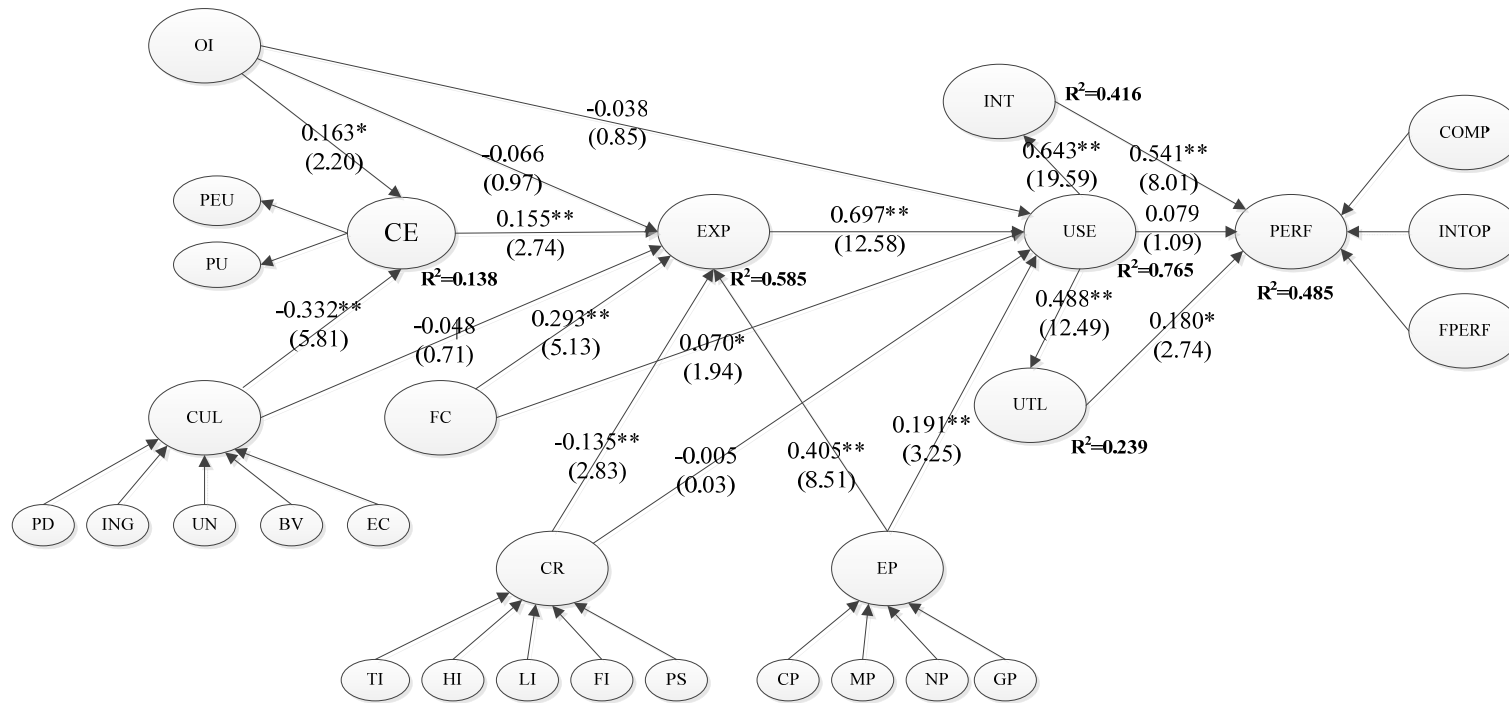 OI
INT
R²=0.416
COMP
-0.038
(0.85)
0.163*
(2.20)
-0.066
(0.97)
0.643**
(19.59)
0.541**
(8.01)
PEU
CE
0.155**
(2.74)
EXP
0.697**
(12.58)
USE
0.079
(1.09)
PERF
INTOP
PU
R²=0.138
R²=0.585
R²=0.765
R²=0.485
-0.332**
(5.81)
-0.048
(0.71)
0.293**
(5.13)
0.070*
(1.94)
0.488**
(12.49)
0.180*
(2.74)
FPERF
CUL
FC
UTL
R²=0.239
-0.135**
(2.83)
-0.005
(0.03)
0.405**
(8.51)
0.191**
(3.25)
PD
ING
UN
BV
EC
CR
EP
TI
HI
LI
FI
PS
CP
MP
NP
GP